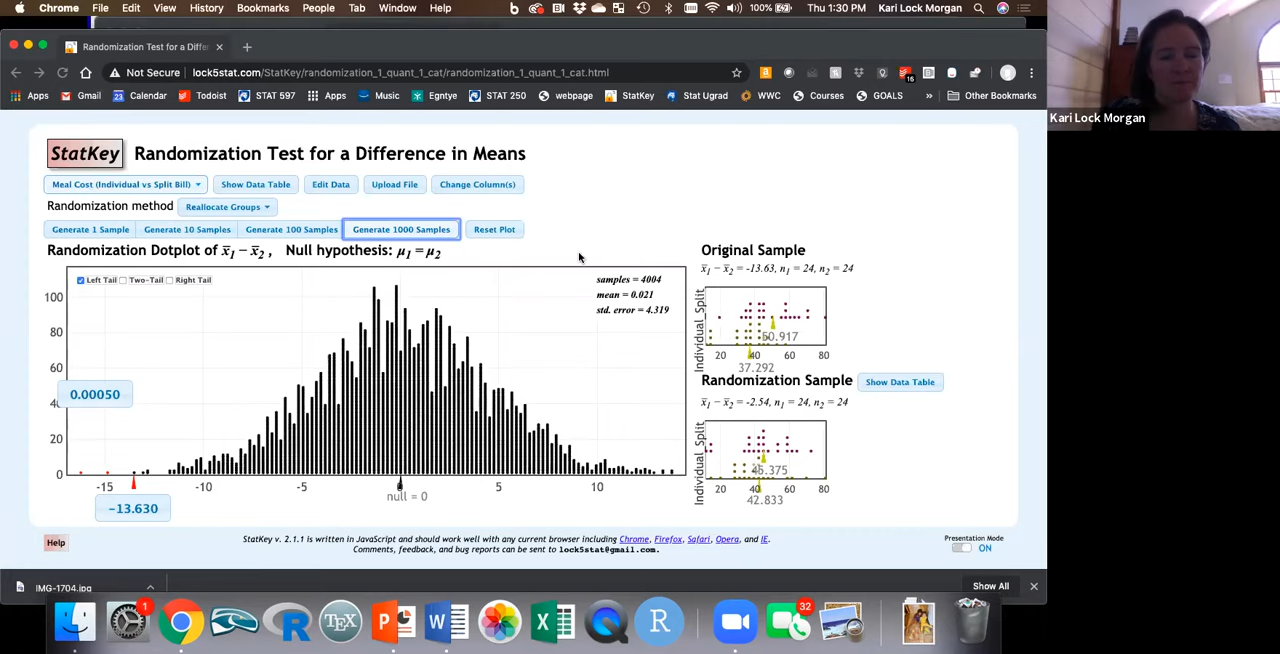 Chrome File Edit View History Bookmarks People Tab Window Help 100% Thu 1:30 PM Kari Lock Morgan
Randomization Test for a Diffe
Not Secure lock5stat.com/StatKey/randomization_1_quant_1_cat/randomization_1_quant_1_cat.html 16
Apps Gmail 23 Calendar Todoist STAT 597 Apps Music Egntye STAT 250 webpage StatKey Stat Ugrad WWC Courses GOALS » Other Bookmarks
Kari Lock Morgan
StatKey Randomization Test for a Difference in Means
Meal Cost (Individual vs Split Bill) Show Data Table Edit Data Upload File Change Column(s)
Randomization method Reallocate Groups
Generate 1 Sample Generate 10 Samples Generate 100 Samples Generate 1000 Samples Reset Plot
Randomization Dotplot of x̅1 − x̅2 , Null hypothesis: μ1 = μ2
Left Tail Two-Tail Right Tail
samples = 4004
mean = 0.021
std. error = 4.319
100
80
60
40
20
0
0.00050
-15 -10 -5 0 5 10
null = 0
−13.630
Original Sample
x̅1 − x̅2 = -13.63, n1 = 24, n2 = 24
Individual_Split
50.917
20 40 60 80
37.292
Randomization Sample Show Data Table
x̅1 − x̅2 = -2.54, n1 = 24, n2 = 24
Individual_Split
45.375
20 40 60 80
42.833
Help
StatKey v. 2.1.1 is written in JavaScript and should work well with any current browser including Chrome, Firefox, Safari, Opera, and IE.
Comments, feedback, and bug reports can be sent to lock5stat@gmail.com.
Presentation Mode
ON
IMG-1704.jpg Show All
1 TEX P W X R 32